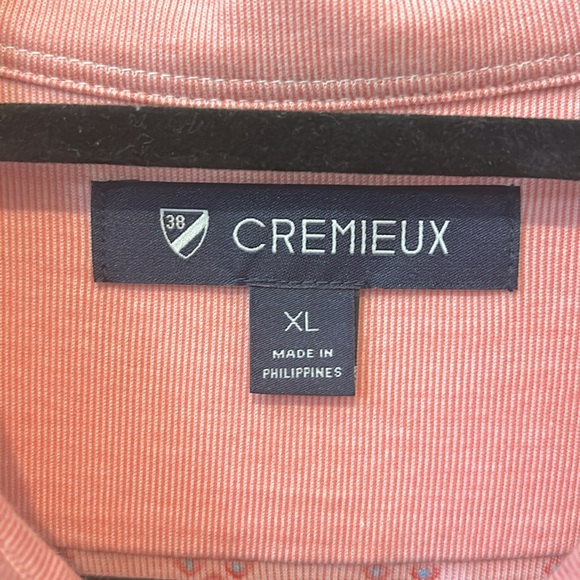 38 CREMIEUX
XL
MADE IN
PHILIPPINES